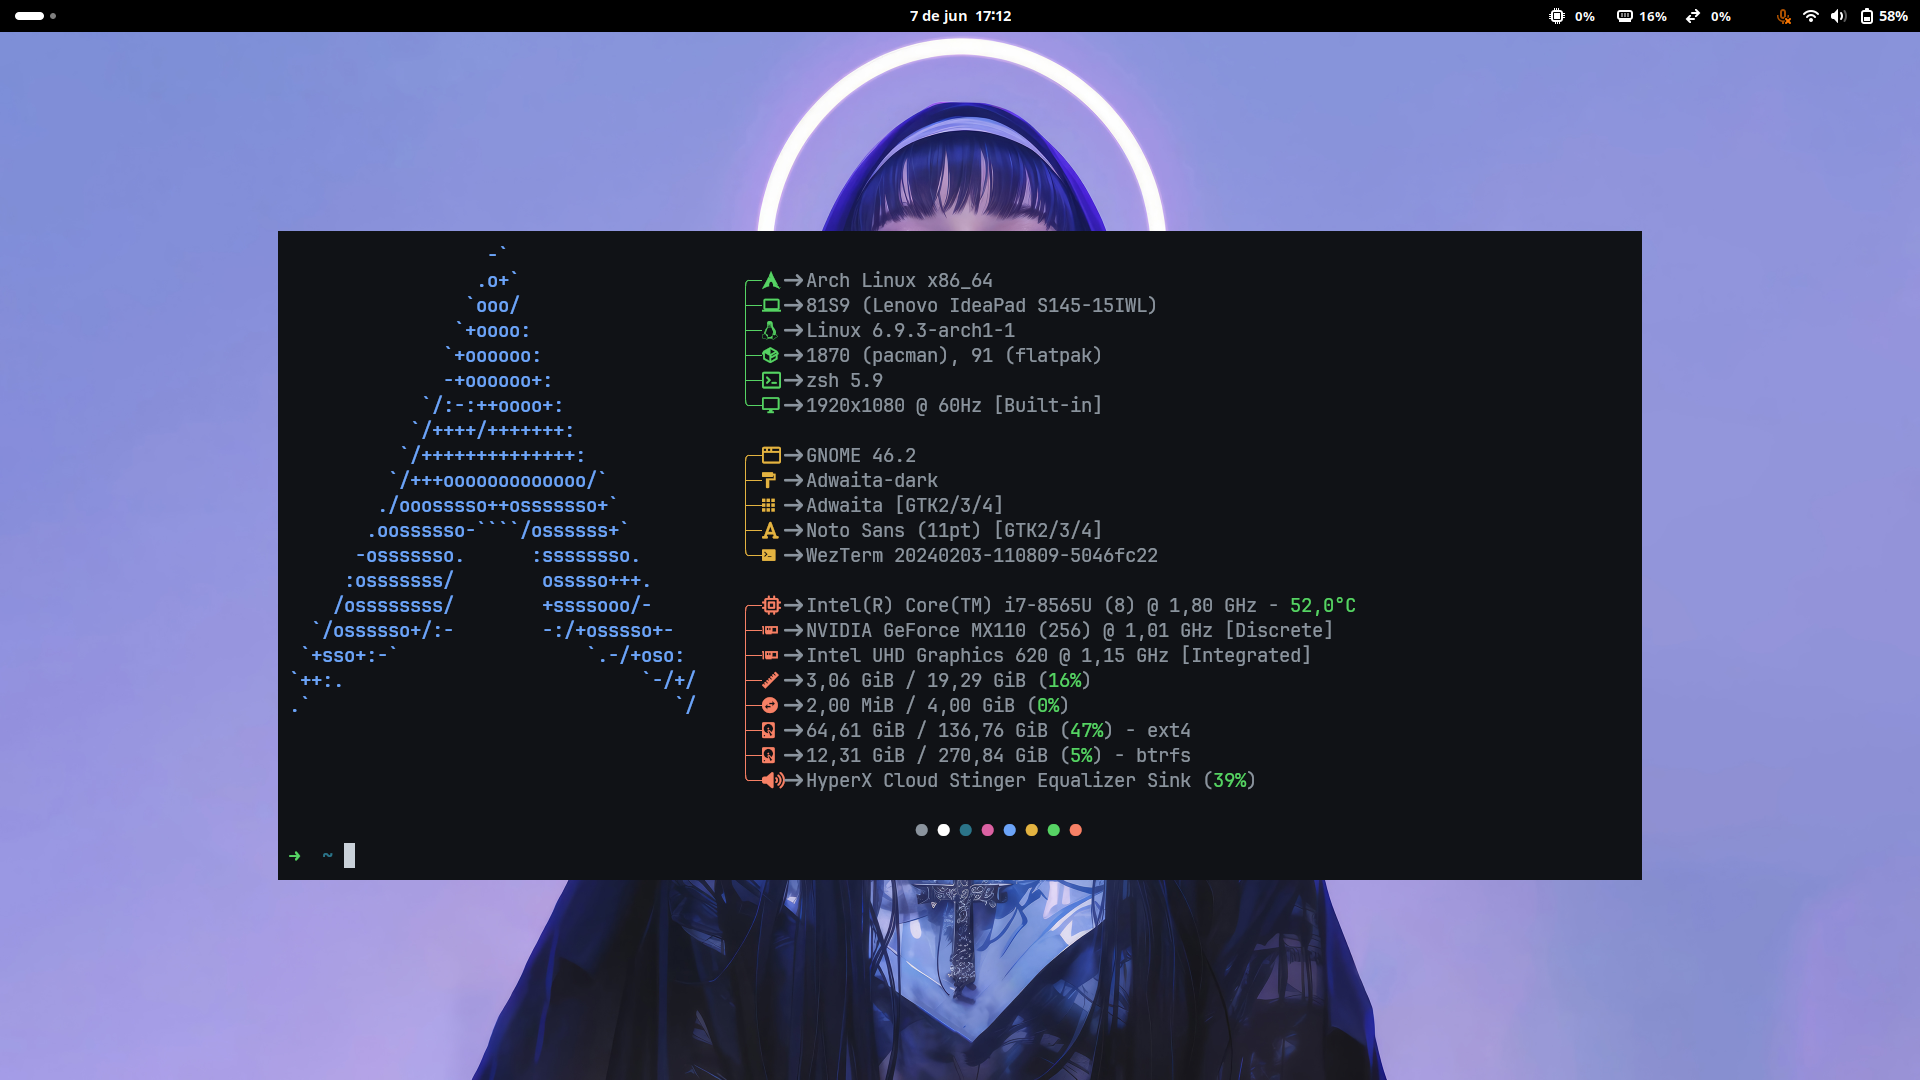 7 de jun 17:12
0% 16% 0% 58%
-`
.o+`
`ooo/
`+oooo:
`+oooooo:
-+oooooo+:
`/:-:++oooo+:
`/++++/+++++++:
`/++++++++++++++:
`/+++ooooooooooooo/`
./ooosssso++osssssso+`
.oossssso-````/ossssss+`
-osssssso. :ssssssso.
:osssssss/ osssso+++.
/ossssssss/ +ssssooo/-
`/ossssso+/:- -:/+osssso+-
`+sso+:-` `.-/+oso:
`++:. `-/+/
.` `/
Arch Linux x86_64
81S9 (Lenovo IdeaPad S145-15IWL)
Linux 6.9.3-arch1-1
1870 (pacman), 91 (flatpak)
zsh 5.9
1920x1080 @ 60Hz [Built-in]
GNOME 46.2
Adwaita-dark
Adwaita [GTK2/3/4]
Noto Sans (11pt) [GTK2/3/4]
WezTerm 20240203-110809-5046fc22
Intel(R) Core(TM) i7-8565U (8) @ 1,80 GHz - 52,0°C
NVIDIA GeForce MX110 (256) @ 1,01 GHz [Discrete]
Intel UHD Graphics 620 @ 1,15 GHz [Integrated]
3,06 GiB / 19,29 GiB (16%)
2,00 MiB / 4,00 GiB (0%)
64,61 GiB / 136,76 GiB (47%) - ext4
12,31 GiB / 270,84 GiB (5%) - btrfs
HyperX Cloud Stinger Equalizer Sink (39%)
➜ ~